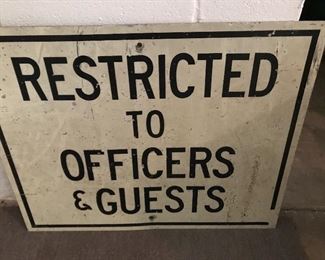 RESTRICTED
TO
OFFICERS
& GUESTS